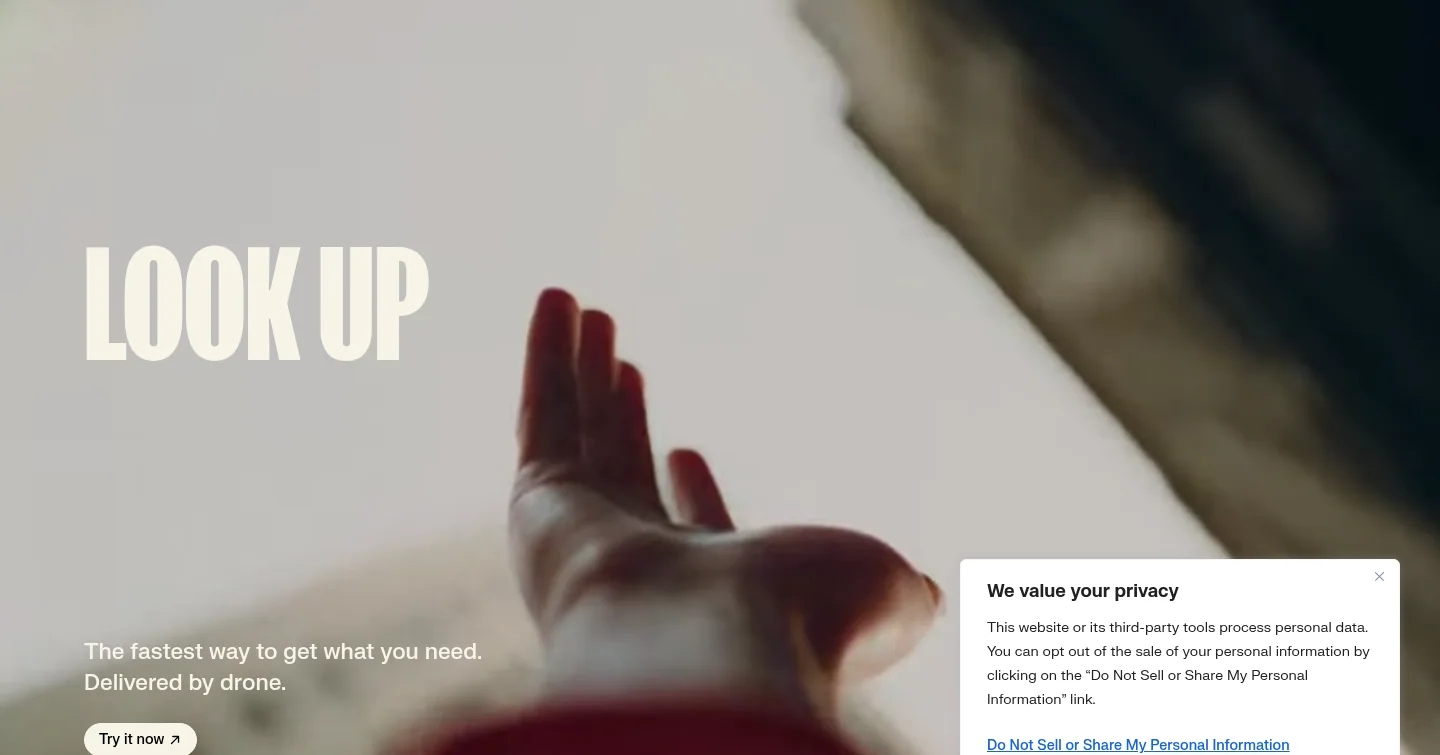 LOOK UP
The fastest way to get what you need.
Delivered by drone.
Try it now
We value your privacy
This website or its third-party tools process personal data.
You can opt out of the sale of your personal information by
clicking on the “Do Not Sell or Share My Personal
Information” link.
Do Not Sell or Share My Personal Information